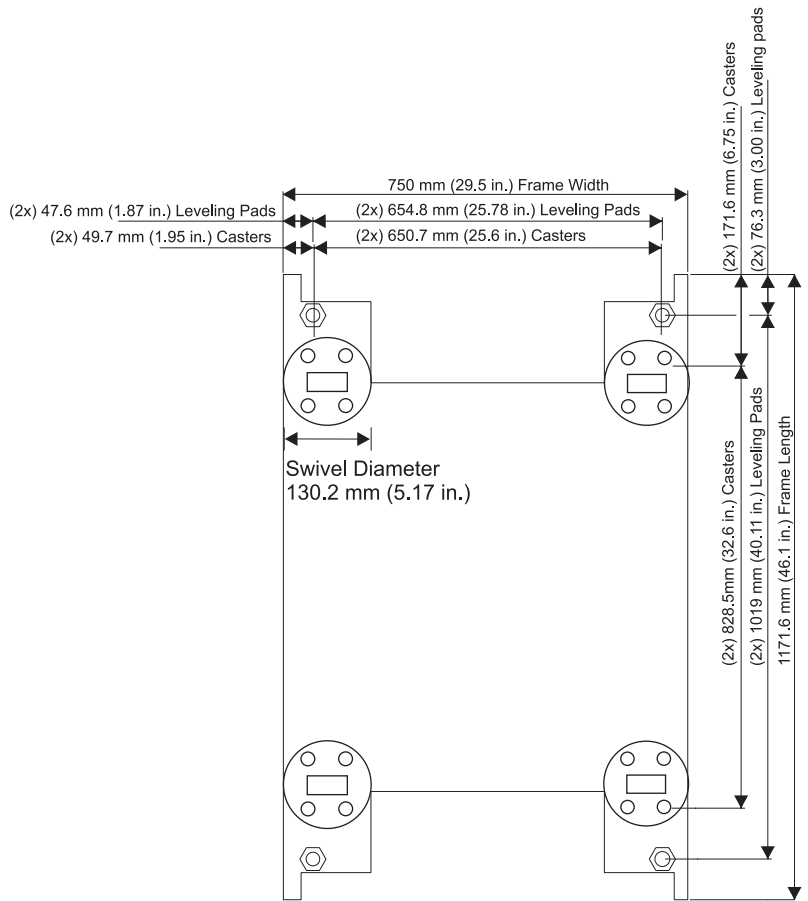 750 mm (29.5 in.) Frame Width
(2x) 47.6 mm (1.87 in.) Leveling Pads
(2x) 654.8 mm (25.78 in.) Leveling Pads
(2x) 49.7 mm (1.95 in.) Casters
(2x) 650.7 mm (25.6 in.) Casters
(2x) 171.6 mm (6.75 in.) Casters
(2x) 76.3 mm (3.00 in.) Leveling pads
Swivel Diameter
130.2 mm (5.17 in.)
(2x) 828.5mm (32.6 in.) Casters
(2x) 1019 mm (40.11 in.) Leveling Pads
1171.6 mm (46.1 in.) Frame Length